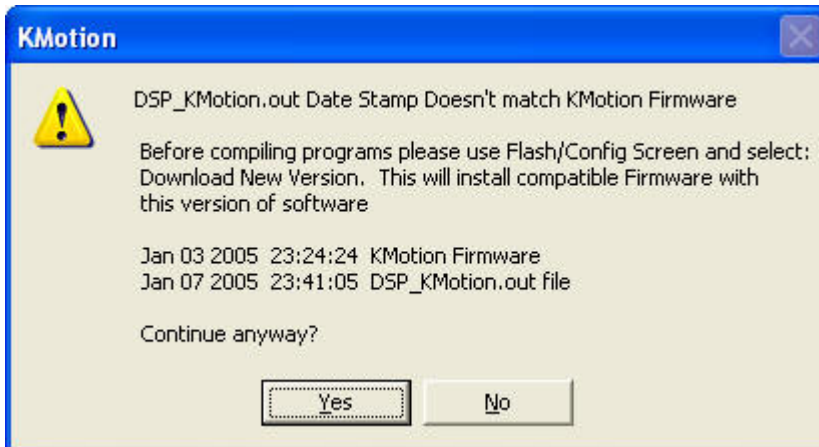 KMotion
DSP_KMotion.out Date Stamp Doesn't match KMotion Firmware
Before compiling programs please use Flash/Config Screen and select:
Download New Version.  This will install compatible Firmware with
this version of software
Jan 03 2005  23:24:24  KMotion Firmware
Jan 07 2005  23:41:05  DSP_KMotion.out file
Continue anyway?
Yes
No